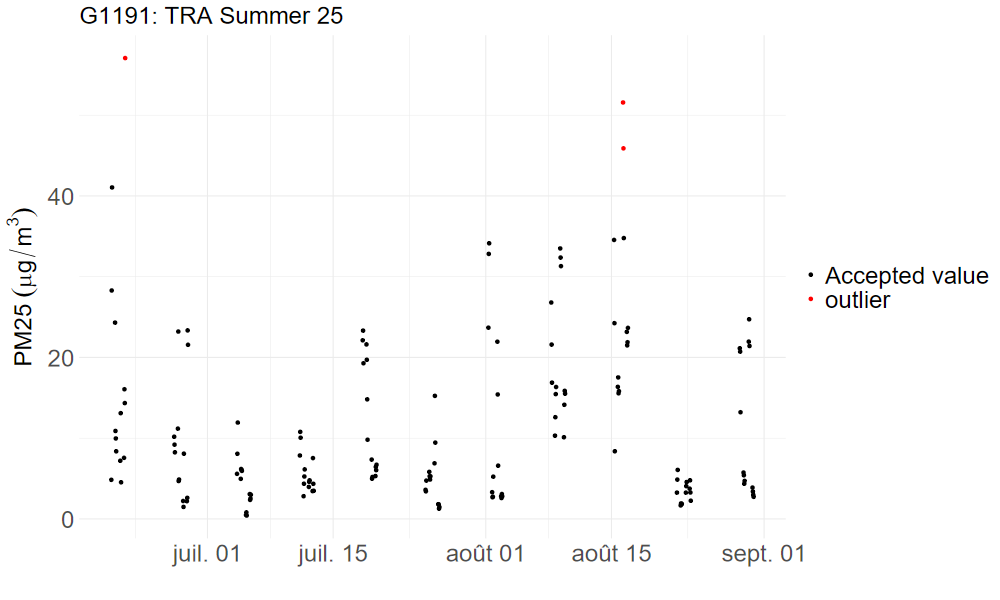 G1191: TRA Summer 25
PM25 (μg/m³)
40
20
0
juil. 01 juil. 15 août 01 août 15 sept. 01
Accepted value
outlier